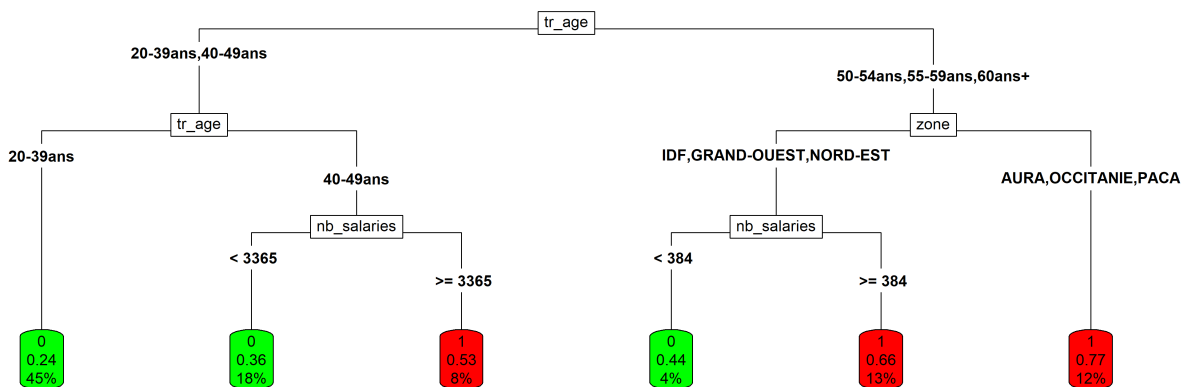 tr_age
20-39ans,40-49ans
50-54ans,55-59ans,60ans+
tr_age
zone
20-39ans
40-49ans
IDF,GRAND-OUEST,NORD-EST
AURA,OCCITANIE,PACA
nb_salaries
nb_salaries
< 3365
>= 3365
< 384
>= 384
0
0.24
45%
0
0.36
18%
1
0.53
8%
0
0.44
4%
1
0.66
13%
1
0.77
12%